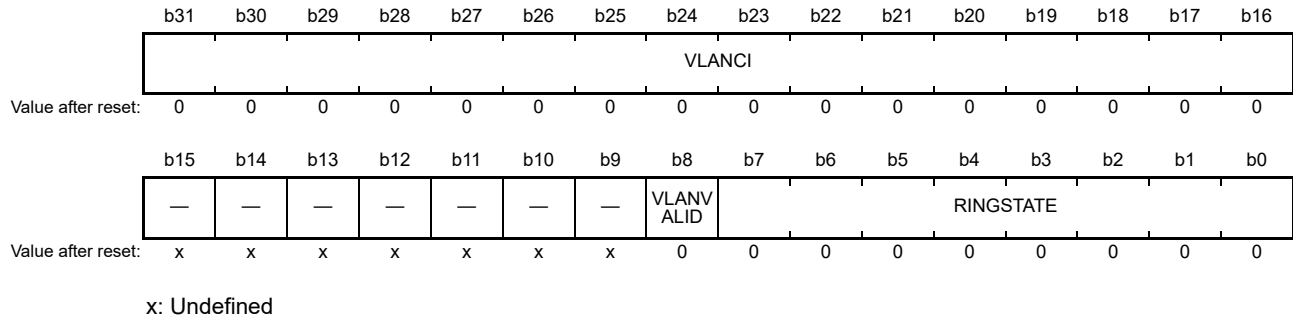 b31 b30 b29 b28 b27 b26 b25 b24 b23 b22 b21 b20 b19 b18 b17 b16
VLANCI
Value after reset: 0 0 0 0 0 0 0 0 0 0 0 0 0 0 0 0
b15 b14 b13 b12 b11 b10 b9 b8 b7 b6 b5 b4 b3 b2 b1 b0
— — — — — — — VLANV RINGSTATE
ALID
Value after reset: x x x x x x x 0 0 0 0 0 0 0 0 0
x: Undefined